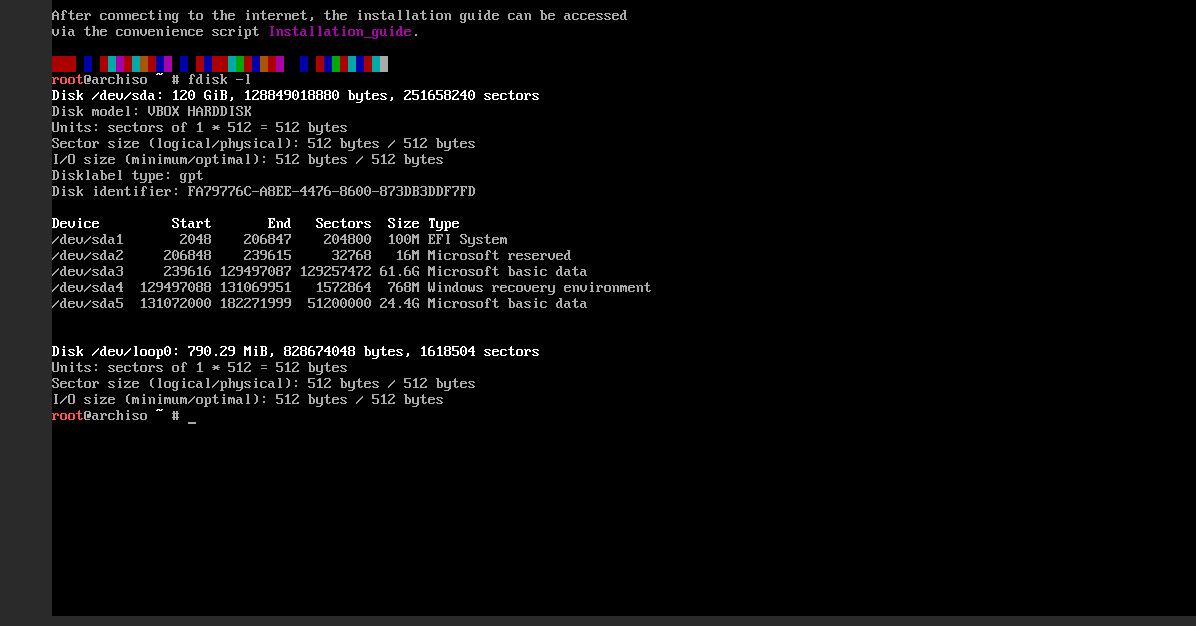 After connecting to the internet, the installation guide can be accessed
via the convenience script Installation_guide.
root@archiso ~ # fdisk -l
Disk /dev/sda: 120 GiB, 128849018880 bytes, 251658240 sectors
Disk model: VBOX HARDDISK
Units: sectors of 1 * 512 = 512 bytes
Sector size (logical/physical): 512 bytes / 512 bytes
I/O size (minimum/optimal): 512 bytes / 512 bytes
Disklabel type: gpt
Disk identifier: FA79776C-A8EE-4476-8600-873DB3DDF7FD
Device         Start       End   Sectors  Size Type
/dev/sda1       2048    206847    204800  100M EFI System
/dev/sda2     206848    239615     32768   16M Microsoft reserved
/dev/sda3     239616 129497087 129257472 61.6G Microsoft basic data
/dev/sda4  129497088 131069951   1572864  768M Windows recovery environment
/dev/sda5  131072000 182271999  51200000 24.4G Microsoft basic data
Disk /dev/loop0: 790.29 MiB, 828674048 bytes, 1618504 sectors
Units: sectors of 1 * 512 = 512 bytes
Sector size (logical/physical): 512 bytes / 512 bytes
I/O size (minimum/optimal): 512 bytes / 512 bytes
root@archiso ~ # _